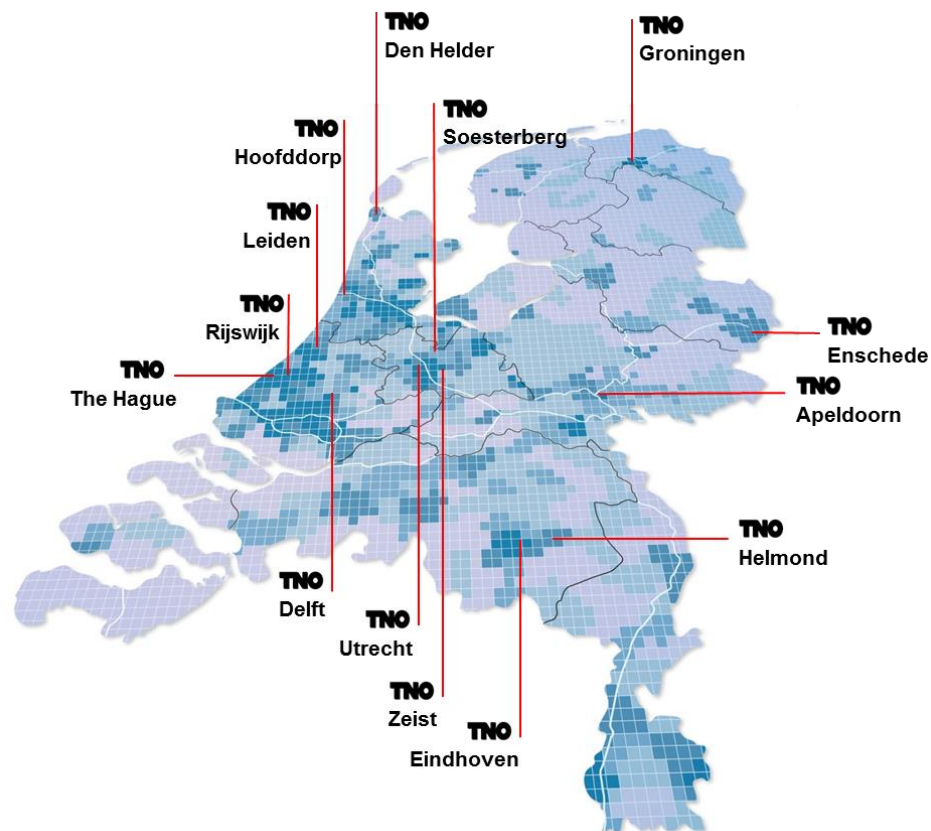 TNO
Den Helder
TNO
Groningen
TNO
Soesterberg
TNO
Hoofddorp
TNO
Leiden
TNO
Rijswijk
TNO
The Hague
TNO
Enschede
TNO
Apeldoorn
TNO
Helmond
TNO
Delft
TNO
Utrecht
TNO
Zeist
TNO
Eindhoven